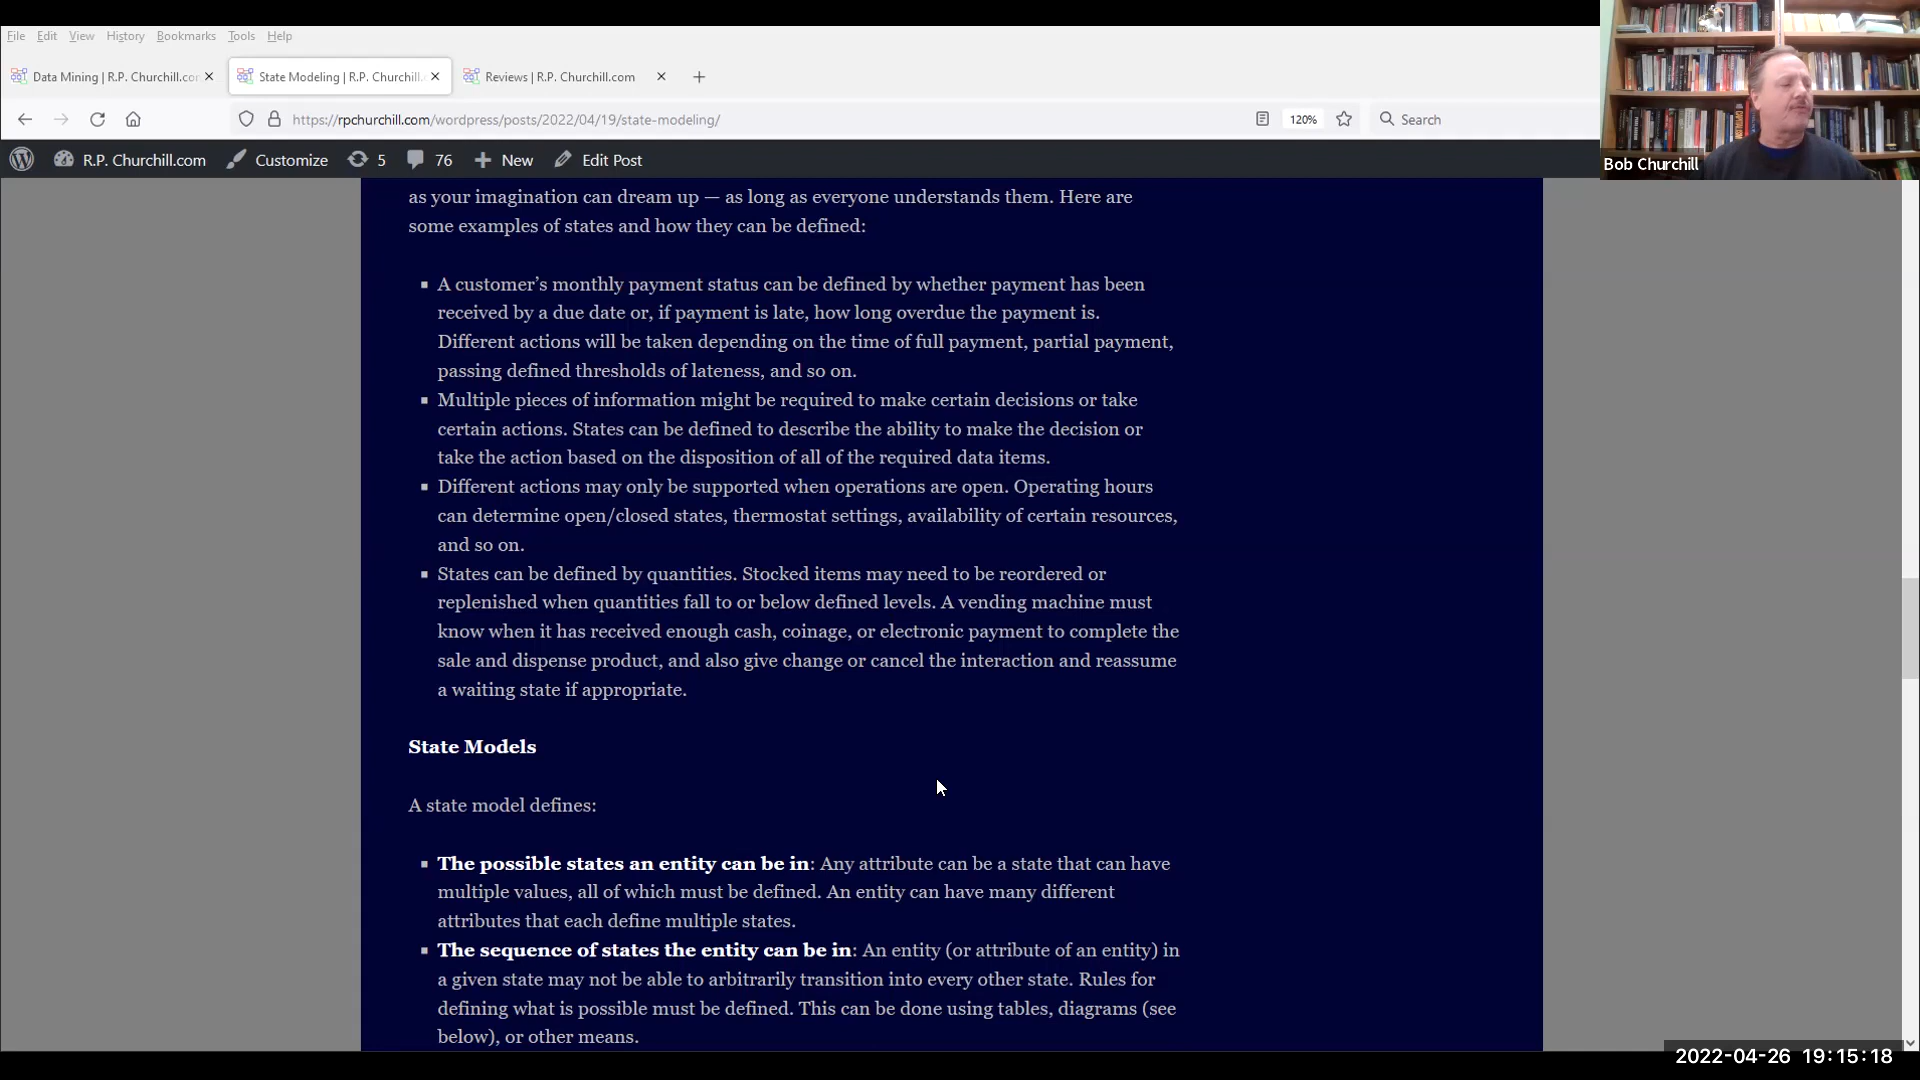 File Edit View History Bookmarks Tools Help
Data Mining | R.P. Churchill.co
State Modeling | R.P. Churchill.
Reviews | R.P. Churchill.com
https://rpchurchill.com/wordpress/posts/2022/04/19/state-modeling/
120%
Search
R.P. Churchill.com
Customize
5
76
New
Edit Post
Bob Churchill
as your imagination can dream up — as long as everyone understands them. Here are
some examples of states and how they can be defined:
▪ A customer’s monthly payment status can be defined by whether payment has been
received by a due date or, if payment is late, how long overdue the payment is.
Different actions will be taken depending on the time of full payment, partial payment,
passing defined thresholds of lateness, and so on.
▪ Multiple pieces of information might be required to make certain decisions or take
certain actions. States can be defined to describe the ability to make the decision or
take the action based on the disposition of all of the required data items.
▪ Different actions may only be supported when operations are open. Operating hours
can determine open/closed states, thermostat settings, availability of certain resources,
and so on.
▪ States can be defined by quantities. Stocked items may need to be reordered or
replenished when quantities fall to or below defined levels. A vending machine must
know when it has received enough cash, coinage, or electronic payment to complete the
sale and dispense product, and also give change or cancel the interaction and reassume
a waiting state if appropriate.
State Models
A state model defines:
▪ The possible states an entity can be in: Any attribute can be a state that can have
multiple values, all of which must be defined. An entity can have many different
attributes that each define multiple states.
▪ The sequence of states the entity can be in: An entity (or attribute of an entity) in
a given state may not be able to arbitrarily transition into every other state. Rules for
defining what is possible must be defined. This can be done using tables, diagrams (see
below), or other means.
2022-04-26 19:15:18